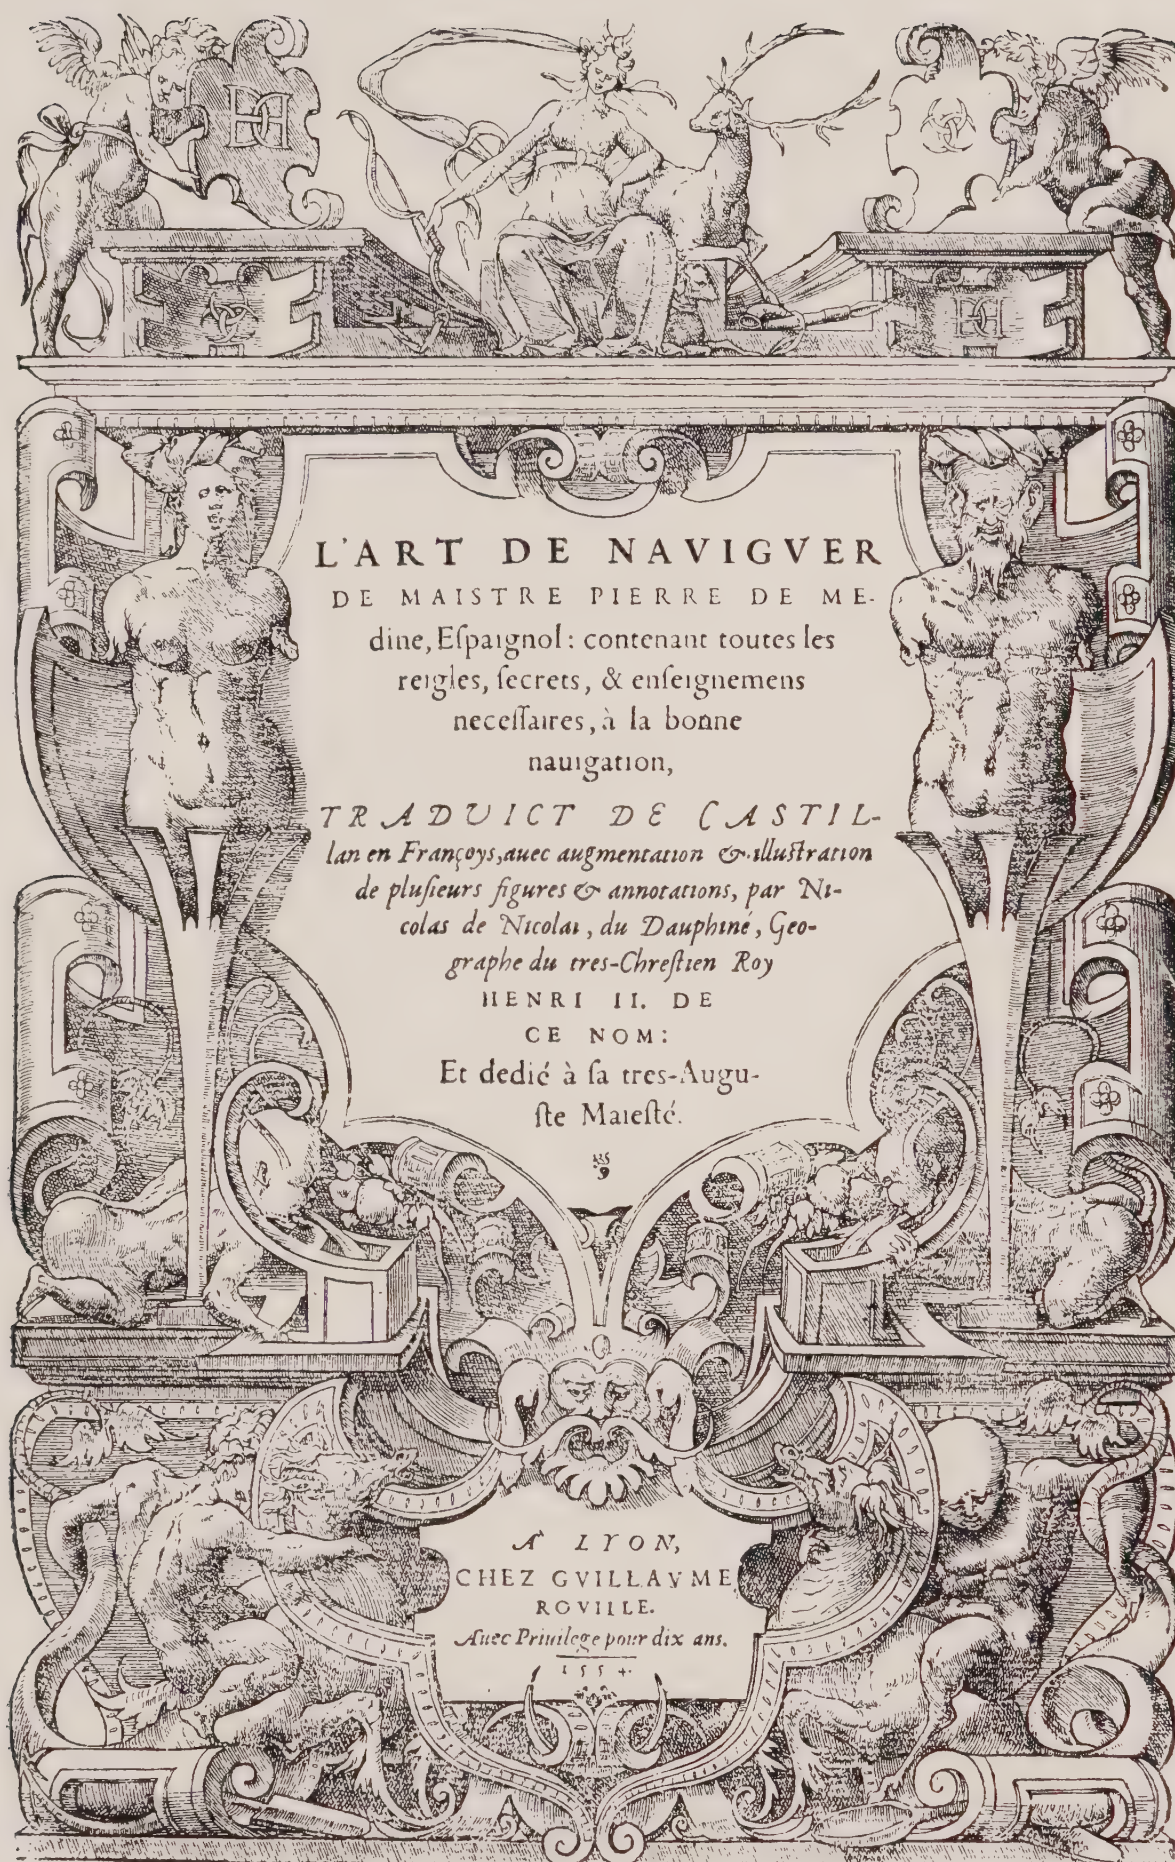 L'ART DE NAVIGVER
DE MAISTRE PIERRE DE ME-
dine, Eſpaignol: contenant toutes les
reigles, ſecrets, & enſeignemens
neceſſaires, à la bonne
nauigation,
TRADUICT DE CASTIL-
lan en Françoys, auec augmentation & illuſtration
de pluſieurs figures & annotations, par Ni-
colas de Nicolai, du Dauphiné, Geo-
graphe du tres-Chreſtien Roy
HENRI II. DE
CE NOM:
Et dedié à ſa tres-Augu-
ſte Maieſté.
A LYON,
CHEZ GVILLAVME
ROVILLE.
Auec Priuilege pour dix ans.
1554.